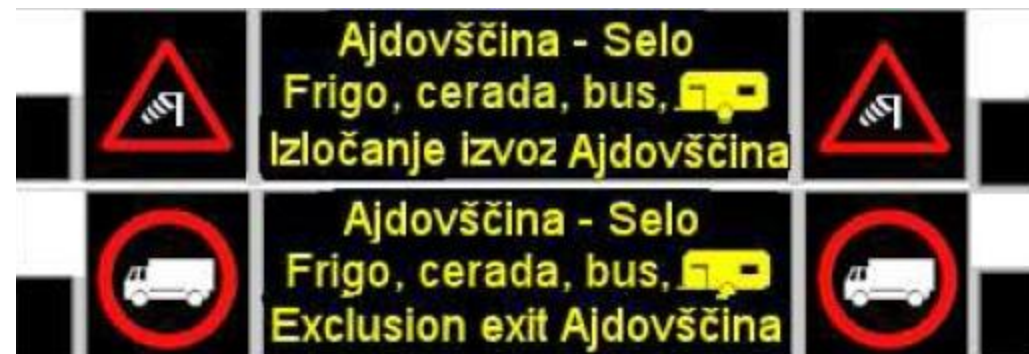 Ajdovščina - Selo
Frigo, cerada, bus,
Izločanje izvoz Ajdovščina
Ajdovščina - Selo
Frigo, cerada, bus,
Exclusion exit Ajdovščina